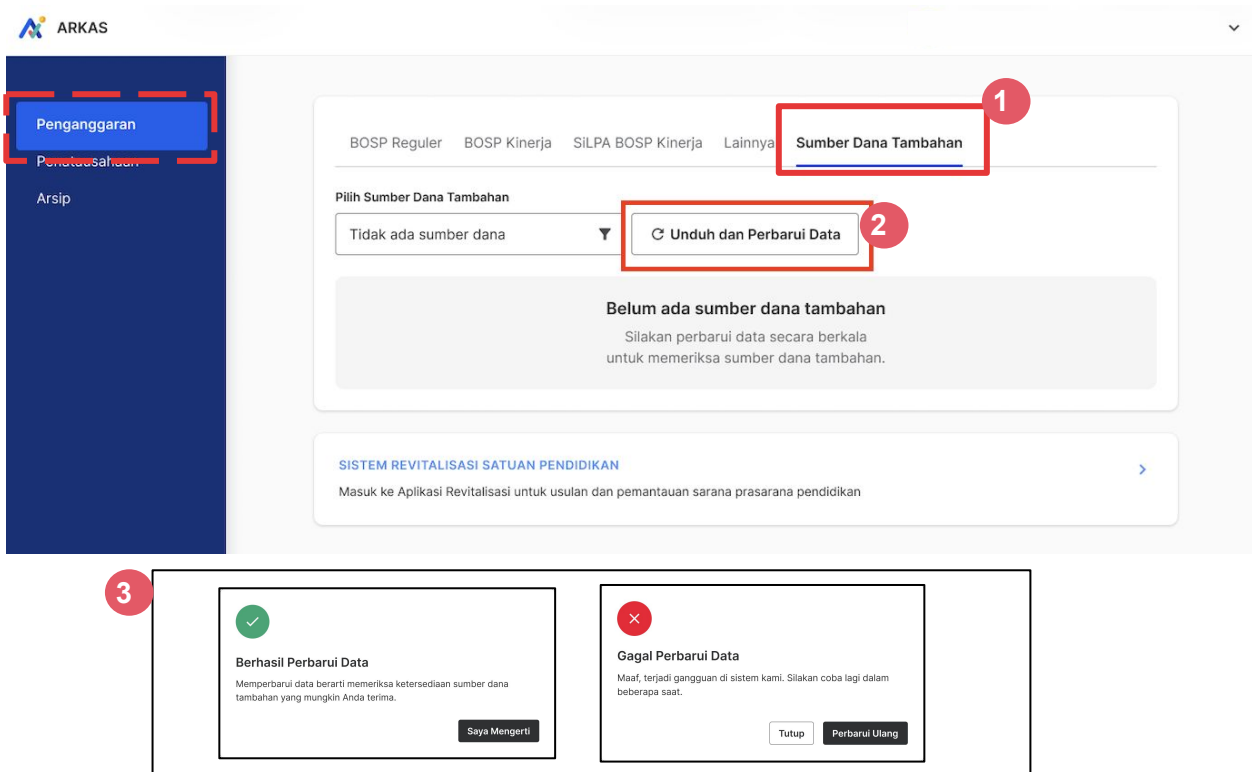 ARKAS
Penganggaran
Penatausahaan
Arsip
1
BOSP Reguler BOSP Kinerja SiLPA BOSP Kinerja Lainnya Sumber Dana Tambahan
Pilih Sumber Dana Tambahan
Tidak ada sumber dana
Unduh dan Perbarui Data
2
Belum ada sumber dana tambahan
Silakan perbarui data secara berkala
untuk memeriksa sumber dana tambahan.
SISTEM REVITALISASI SATUAN PENDIDIKAN
Masuk ke Aplikasi Revitalisasi untuk usulan dan pemantauan sarana prasarana pendidikan
3
Berhasil Perbarui Data
Memperbarui data berarti memeriksa ketersediaan sumber dana
tambahan yang mungkin Anda terima.
Saya Mengerti
Gagal Perbarui Data
Maaf, terjadi gangguan di sistem kami. Silakan coba lagi dalam
beberapa saat.
Tutup
Perbarui Ulang